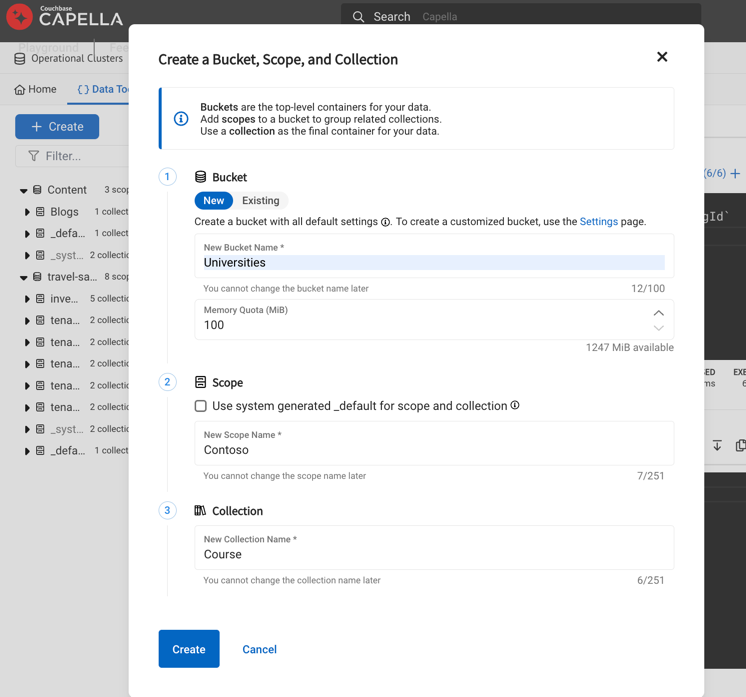 Couchbase
CAPELLA
Search Capella
Playground
Operational Clusters
Home
Data Too
Create
Filter...
Content 3 scop
Blogs 1 collect
_defa... 1 collect
_syst... 2 collectio
travel-sa... 8 scop
inve... 5 collectio
tena... 2 collectio
tena... 2 collectio
tena... 2 collectio
tena... 2 collectio
tena... 2 collectio
_syst... 2 collectio
_defa... 1 collect
Create a Bucket, Scope, and Collection
Buckets are the top-level containers for your data.
Add scopes to a bucket to group related collections.
Use a collection as the final container for your data.
1 Bucket
New Existing
Create a bucket with all default settings. To create a customized bucket, use the Settings page.
New Bucket Name *
Universities
You cannot change the bucket name later 12/100
Memory Quota (MiB)
100
1247 MiB available
2 Scope
Use system generated _default for scope and collection
New Scope Name *
Contoso
You cannot change the scope name later 7/251
3 Collection
New Collection Name *
Course
You cannot change the collection name later 6/251
Create Cancel
(6/6)
gId`
SED EXE
ms 6